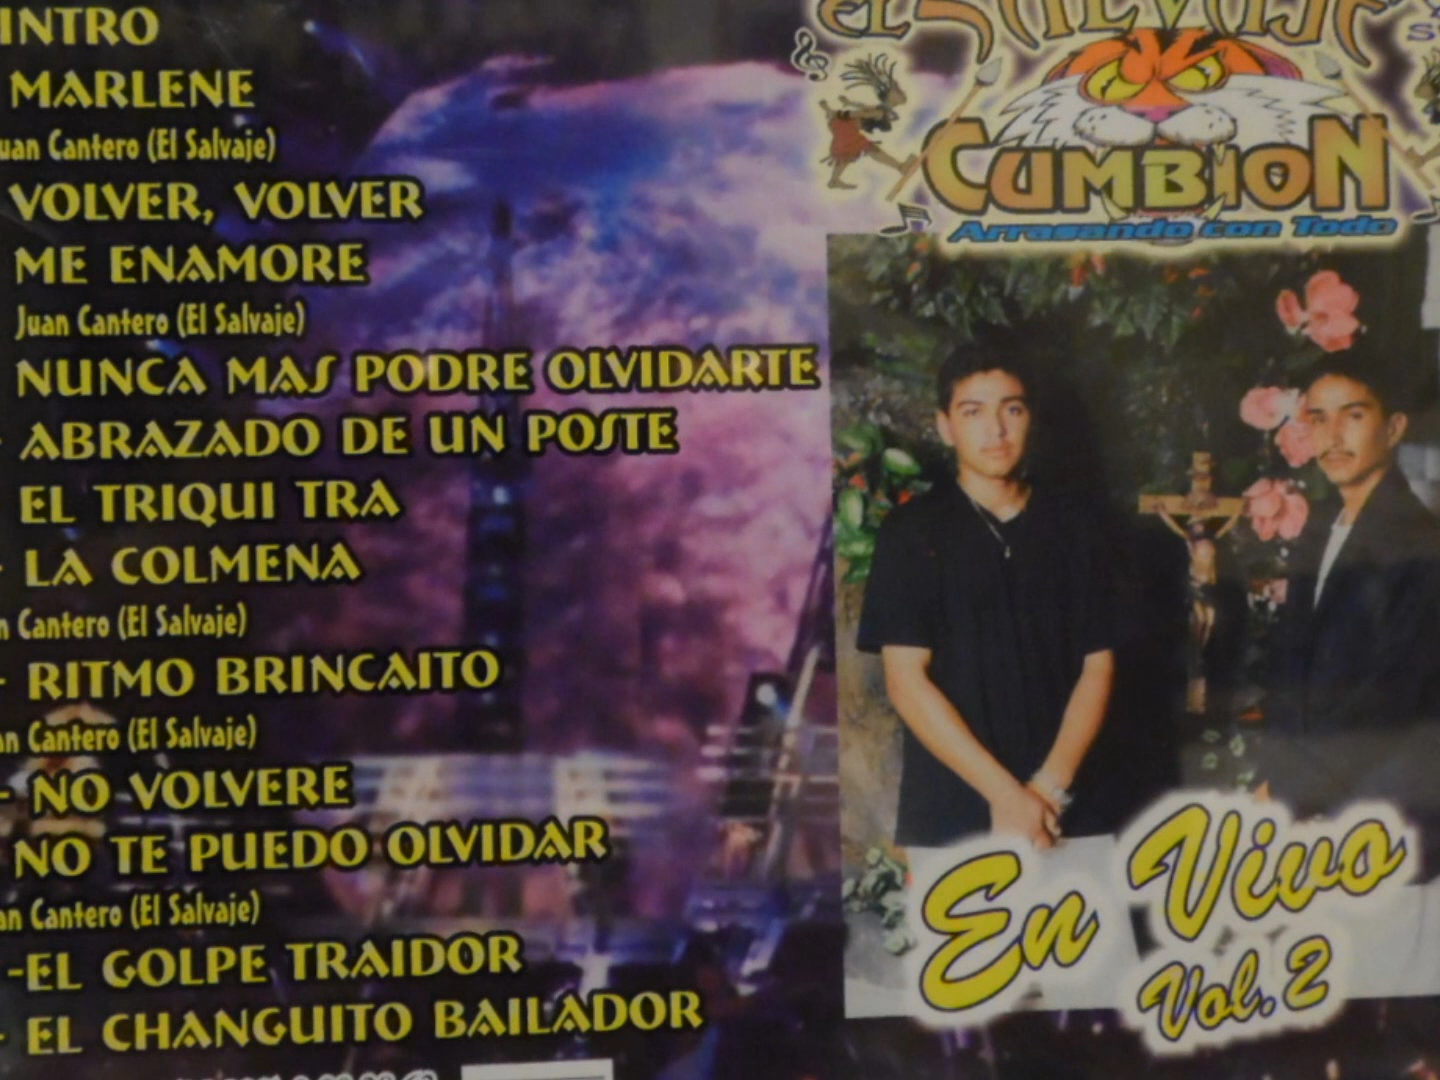 INTRO
MARLENE
Juan Cantero (El Salvaje)
VOLVER, VOLVER
ME ENAMORE
Juan Cantero (El Salvaje)
NUNCA MAS PODRE OLVIDARTE
- ABRAZADO DE UN POSTE
EL TRIQUI TRA
- LA COLMENA
n Cantero (El Salvaje)
- RITMO BRINCAITO
an Cantero (El Salvaje)
- NO VOLVERE
NO TE PUEDO OLVIDAR
an Cantero (El Salvaje)
-EL GOLPE TRAIDOR
- EL CHANGUITO BAILADOR
EL SALVAJE
CUMBION
Arrasando con Todo
En Vivo
Vol. 2